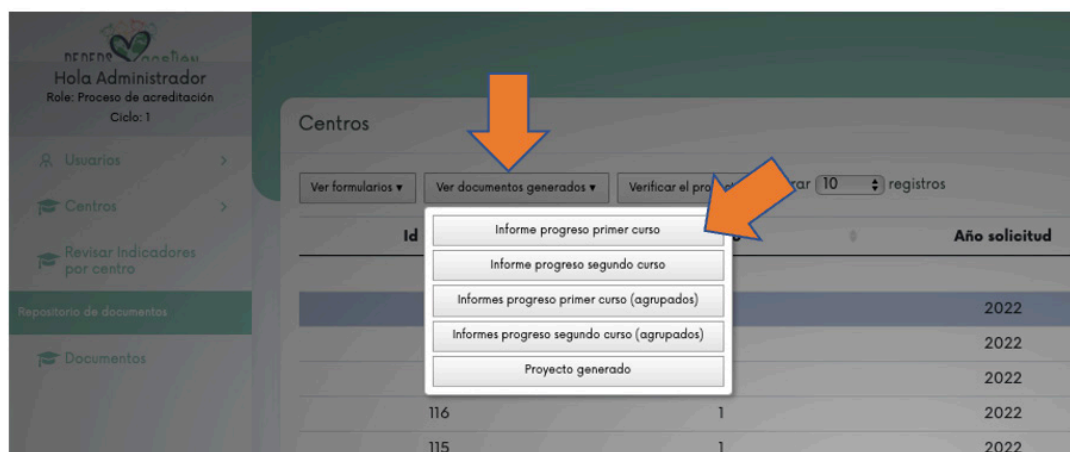 Hola Administrador
Role: Proceso de acreditación
Ciclo: 1
Usuarios
Centros
Revisar Indicadores
por centro
Repositorio de documentos
Documentos
Centros
Ver formularios ▾ Ver documentos generados ▾ Verificar el 10 registros
Informe progreso primer curso
Informe progreso segundo curso
Informes progreso primer curso (agrupados)
Informes progreso segundo curso (agrupados)
Proyecto generado
Id Año solicitud
2022
2022
2022
116 1 2022
115 1 2022